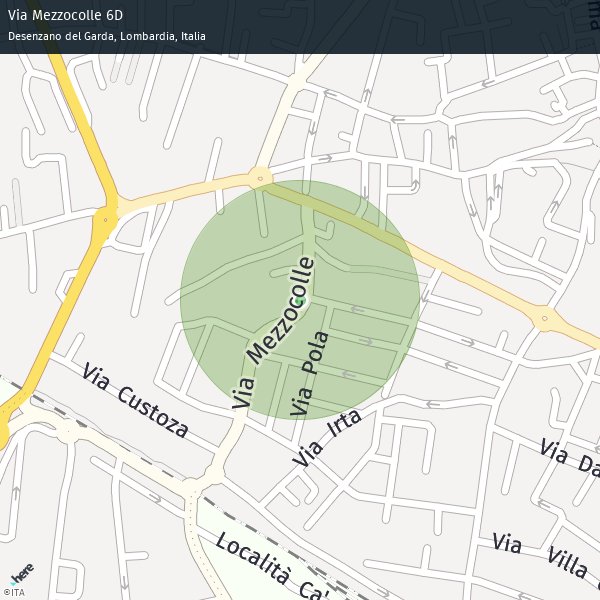 Via Mezzocolle 6D
Desenzano del Garda, Lombardia, Italia
Via Mezzocolle
Via Pola
Via Custoza
Via Irta
Via Da
Via Villa
Località Ca'
here
©ITA